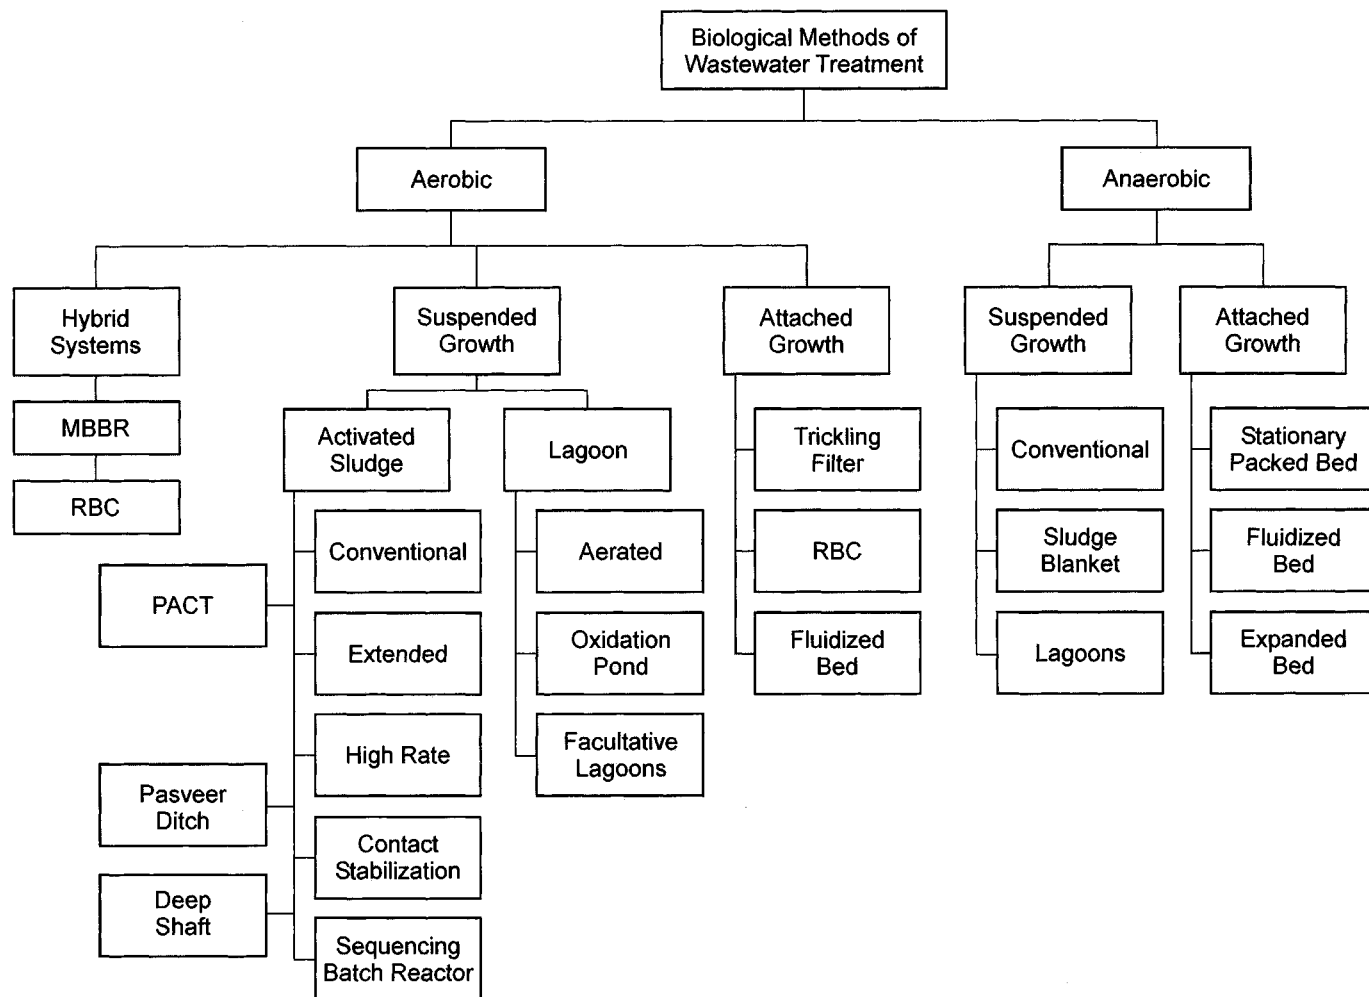 Biological Methods of
Wastewater Treatment
Aerobic
Anaerobic
Hybrid
Systems
Suspended
Growth
Attached
Growth
Suspended
Growth
Attached
Growth
MBBR
RBC
Activated
Sludge
Lagoon
Trickling
Filter
Conventional
Stationary
Packed Bed
Conventional
Aerated
RBC
Sludge
Blanket
Fluidized
Bed
PACT
Extended
Oxidation
Pond
Fluidized
Bed
Lagoons
Expanded
Bed
High Rate
Facultative
Lagoons
Pasveer
Ditch
Contact
Stabilization
Deep
Shaft
Sequencing
Batch Reactor